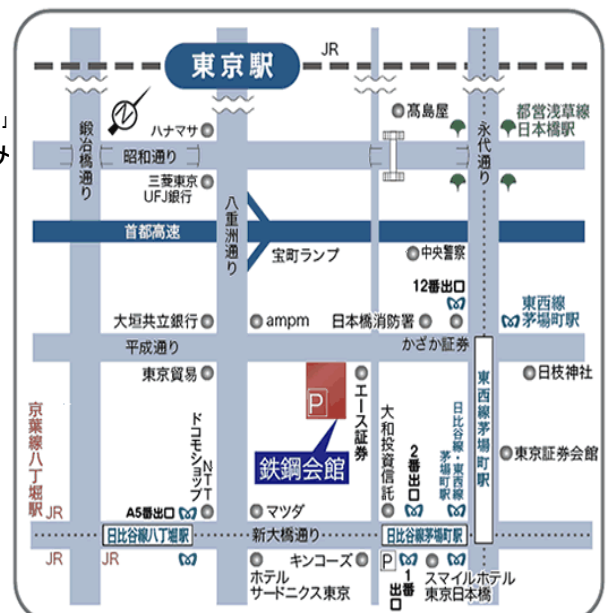 JR
東京駅
」
み
鍛冶橋通り
ハナマサ
昭和通り
髙島屋
永代通り
都営浅草線
日本橋駅
三菱東京
UFJ銀行
八重洲通り
首都高速
宝町ランプ
中央警察
12番出口
大垣共立銀行
ampm
日本橋消防署
東西線
茅場町駅
平成通り
かざか証券
東京貿易
P
エース証券
東西線茅場町駅
日枝神社
京葉線八丁堀駅
ドコモショップ
NTT
鉄鋼会館
大和投資信託
2番出口
日比谷線・東西線
茅場町駅
東京証券会館
JR
A5番出口
マツダ
日比谷線八丁堀駅
新大橋通り
日比谷線茅場町駅
JR
JR
ホテル
サードニクス東京
キンコーズ
P
1番出口
スマイルホテル
東京日本橋